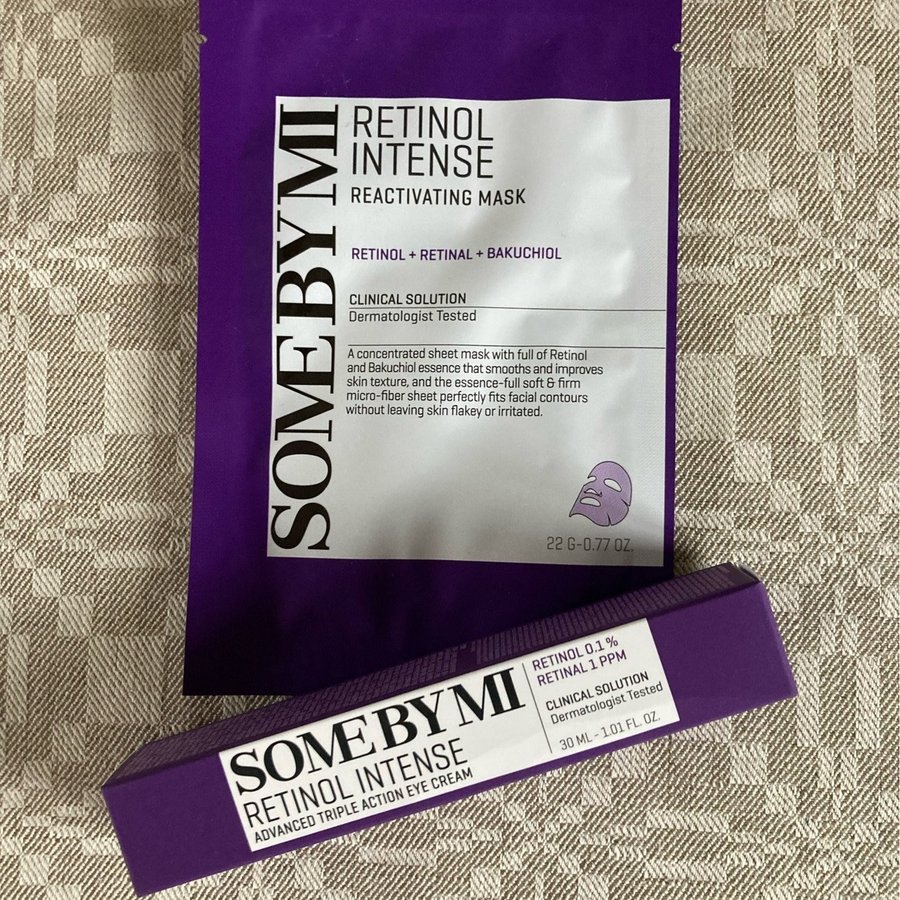 SOME BY MI
RETINOL
INTENSE
REACTIVATING MASK
RETINOL + RETINAL + BAKUCHIOL
CLINICAL SOLUTION
Dermatologist Tested
A concentrated sheet mask with full of Retinol
and Bakuchiol essence that smooths and improves
skin texture, and the essence-full soft & firm
micro-fiber sheet perfectly fits facial contours
without leaving skin flakey or irritated.
22 G-0.77 OZ.
SOME BY MI
RETINOL INTENSE
ADVANCED TRIPLE ACTION EYE CREAM
RETINOL 0.1 %
RETINAL 1 PPM
CLINICAL SOLUTION
Dermatologist Tested
30 ML - 1.01 FL. OZ.